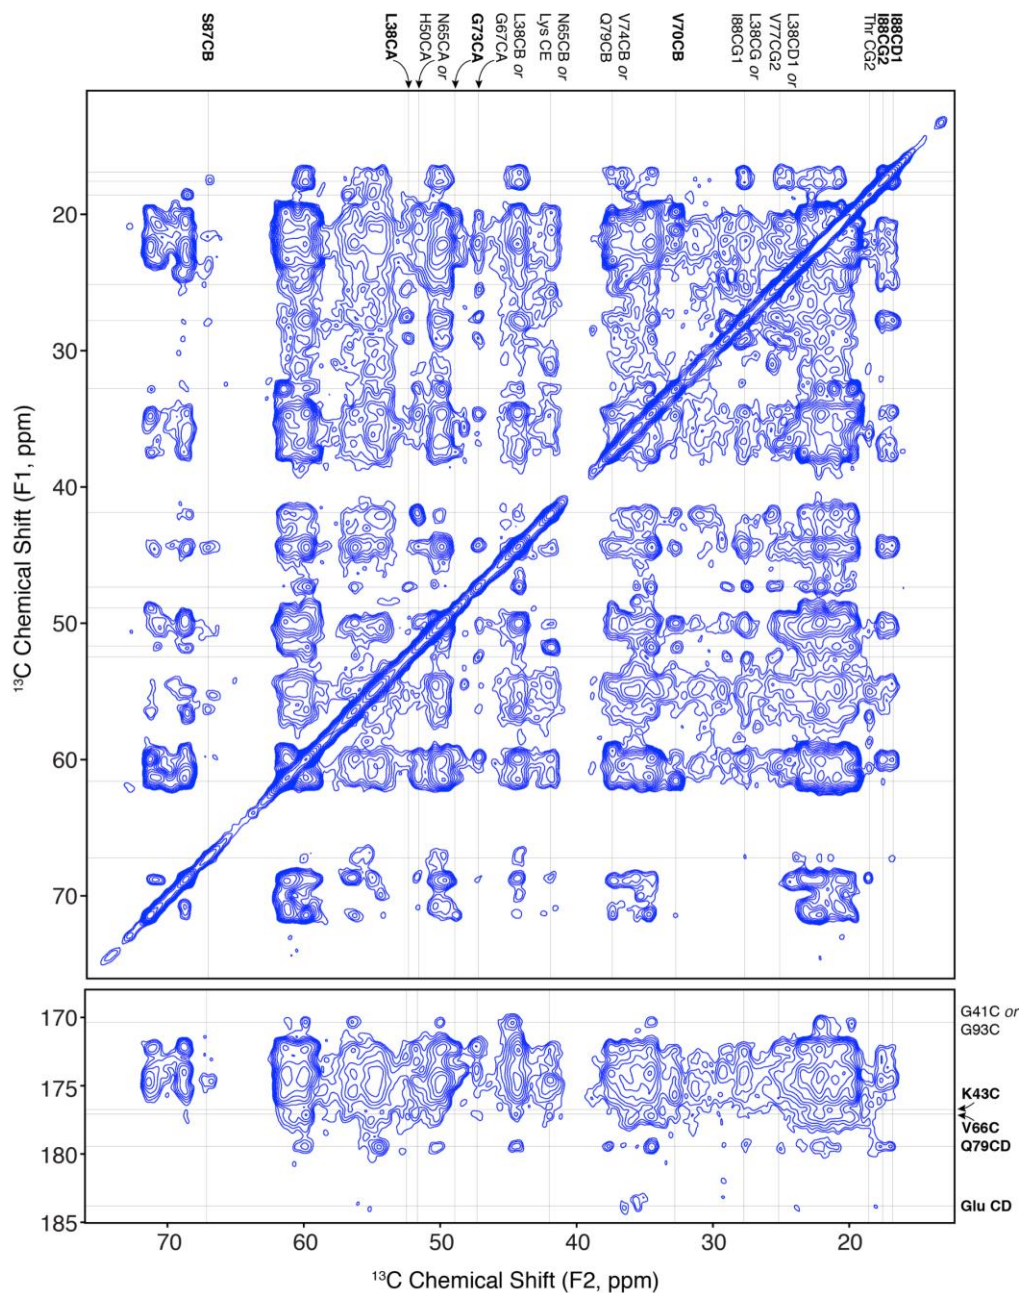 S87CB
L38CA
H50CA
N65CA or
G73CA
G67CA
L38CB or
Lys CE
N65CB or
Q79CB
V74CB or
V70CB
I88CG1
L38CG or
V77CG2
L38CD1 or
Thr CG2
I88CG2
I88CD1
20
30
40
50
60
70
13C Chemical Shift (F1, ppm)
170
175
180
185
G41C or
G93C
K43C
V66C
Q79CD
Glu CD
70
60
50
40
30
20
13C Chemical Shift (F2, ppm)